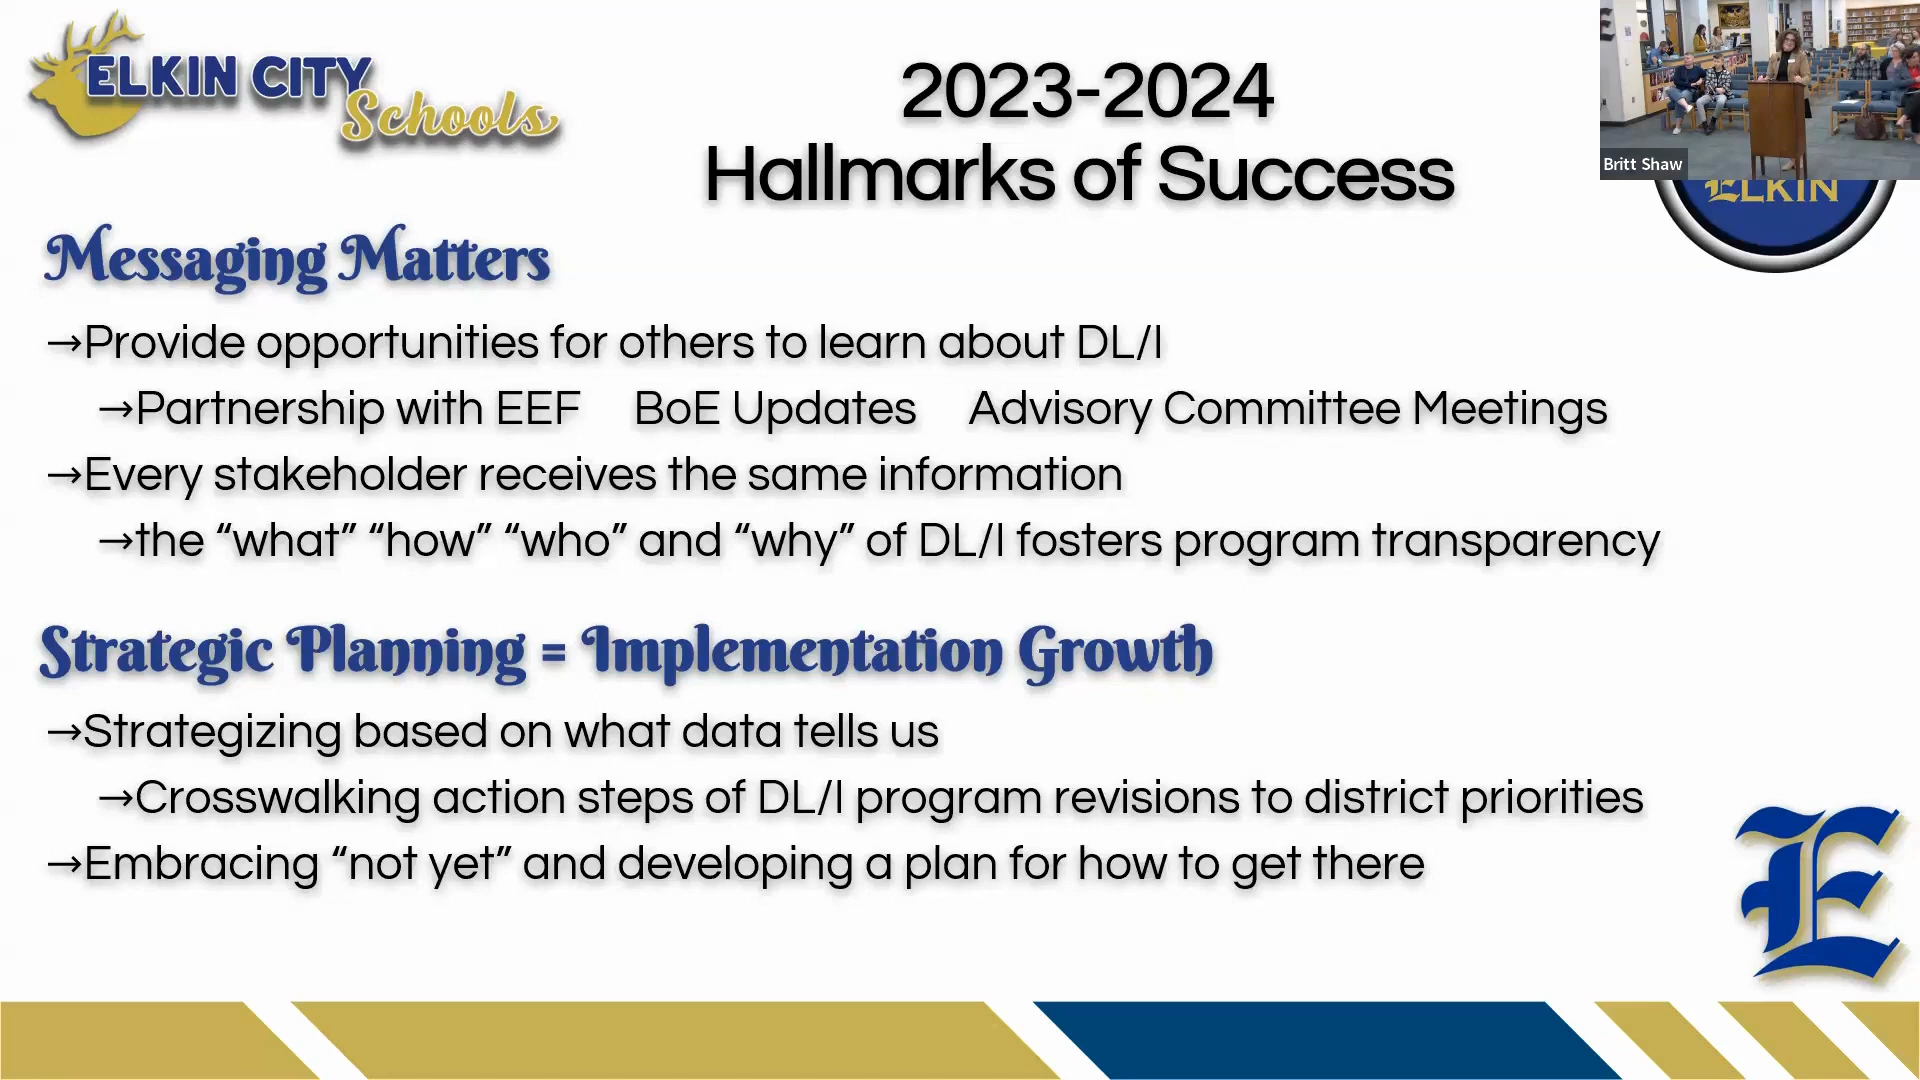 ELKIN CITY
Schools
2023-2024
Hallmarks of Success
Britt Shaw
ELKIN
Messaging Matters
→Provide opportunities for others to learn about DL/I
→Partnership with EEF BoE Updates Advisory Committee Meetings
→Every stakeholder receives the same information
→the “what” “how” “who” and “why” of DL/I fosters program transparency
Strategic Planning = Implementation Growth
→Strategizing based on what data tells us
→Crosswalking action steps of DL/I program revisions to district priorities
→Embracing “not yet” and developing a plan for how to get there
E